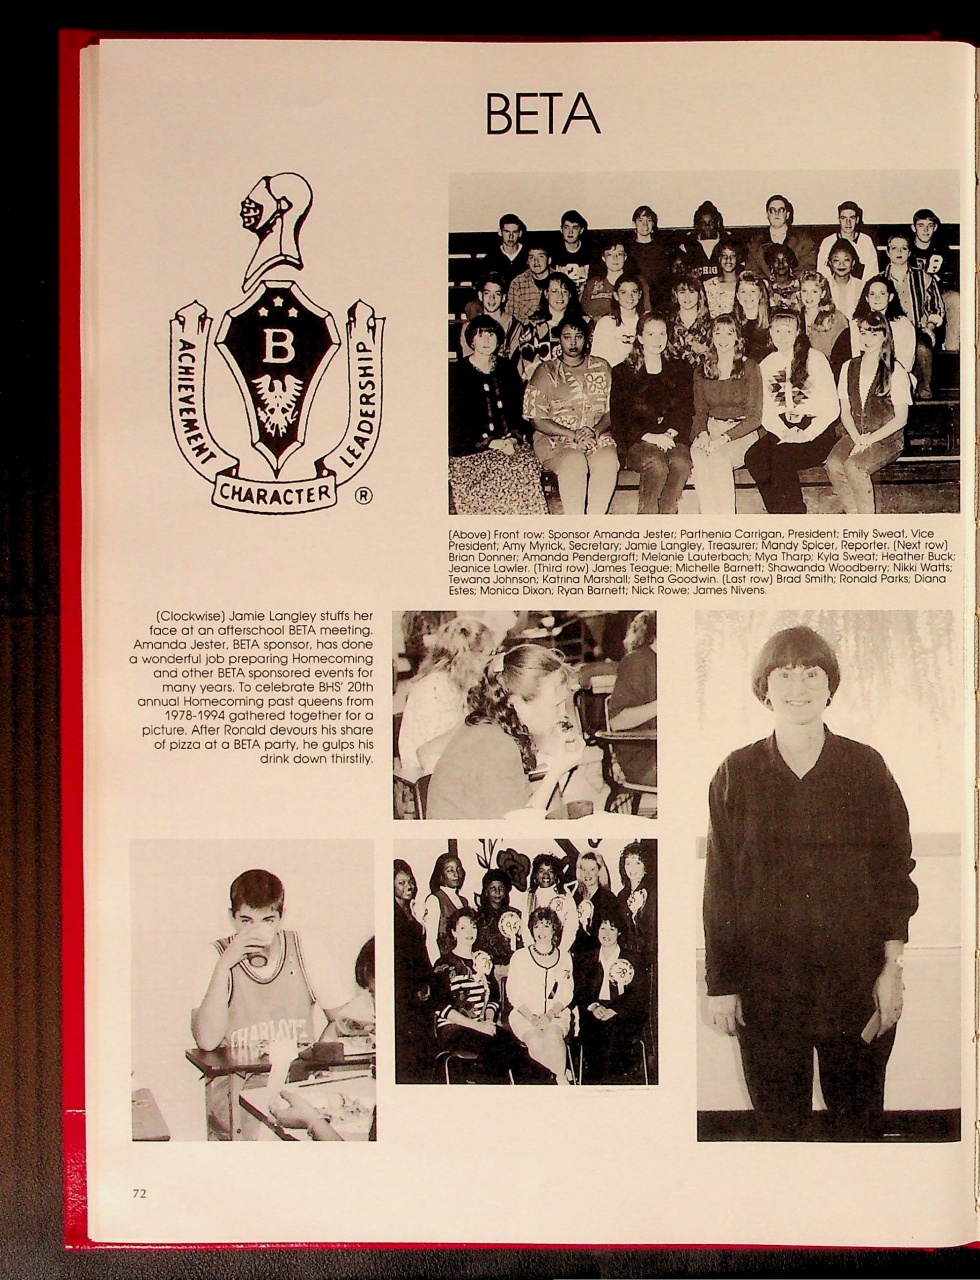 BETA
B
ACHIEVEMENT
LEADERSHIP
CHARACTER ®
CHIG
(Above) Front row: Sponsor Amanda Jester; Parthenia Carrigan, President; Emily Sweat, Vice
President; Amy Myrick, Secretary; Jamie Langley, Treasurer; Mandy Spicer, Reporter. (Next row)
Brian Donner; Amanda Pendergraft; Melanie Lauterbach; Mya Tharp; Kyla Sweat; Heather Buck;
Jeanice Lawler. (Third row) James Teague; Michelle Barnett; Shawanda Woodberry; Nikki Watts;
Tewana Johnson; Katrina Marshall; Setha Goodwin. (Last row) Brad Smith; Ronald Parks; Diana
Estes; Monica Dixon; Ryan Barnett; Nick Rowe; James Nivens.
(Clockwise) Jamie Langley stuffs her
face at an afterschool BETA meeting.
Amanda Jester, BETA sponsor, has done
a wonderful job preparing Homecoming
and other BETA sponsored events for
many years. To celebrate BHS' 20th
annual Homecoming past queens from
1978-1994 gathered together for a
picture. After Ronald devours his share
of pizza at a BETA party, he gulps his
drink down thirstily.
CHARLOTT
72